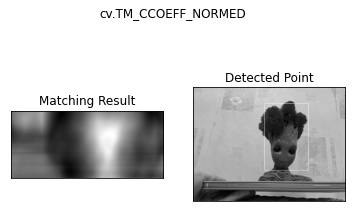 cv.TM_CCOEFF_NORMED
Matching Result
Detected Point